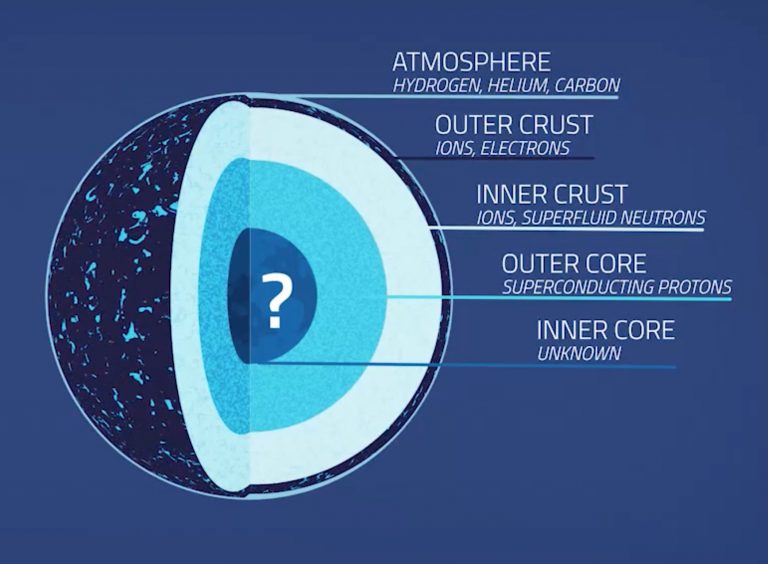 ATMOSPHERE
HYDROGEN, HELIUM, CARBON
OUTER CRUST
IONS, ELECTRONS
INNER CRUST
IONS, SUPERFLUID NEUTRONS
OUTER CORE
SUPERCONDUCTING PROTONS
?
INNER CORE
UNKNOWN